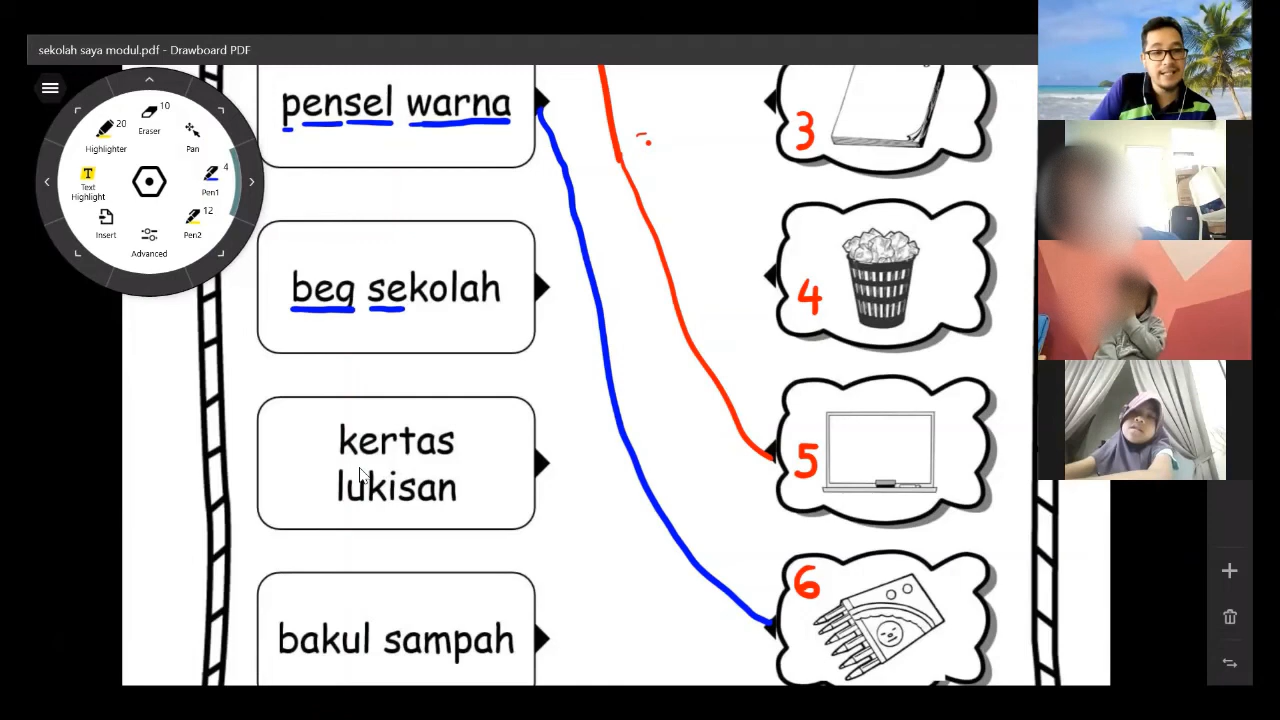 sekolah saya modul.pdf - Drawboard PDF
10
Eraser
20
Highlighter
Pan
Text
Highlight
4
Pen1
Insert
12
Pen2
Advanced
pensel warna
beg sekolah
kertas
lukisan
bakul sampah
3
4
5
6